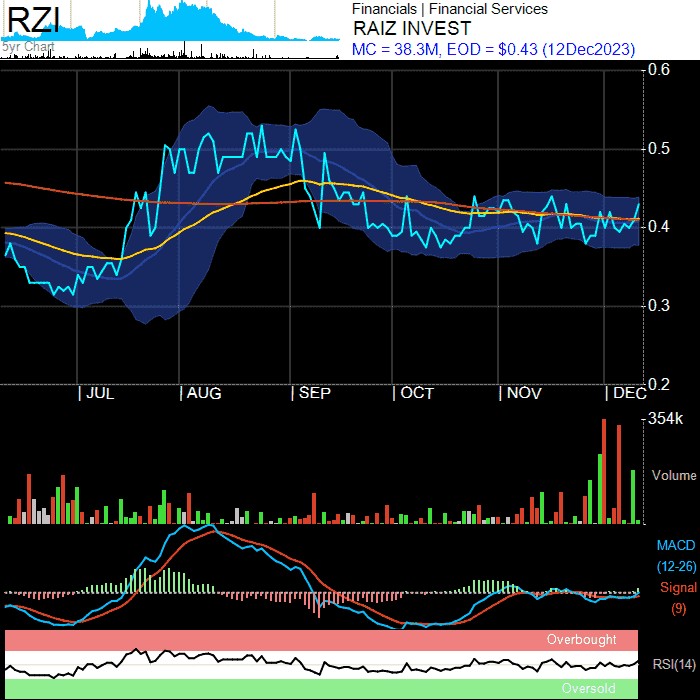 RZI
5yr Chart
Financials | Financial Services
RAIZ INVEST
MC = 38.3M, EOD = $0.43 (12Dec2023)
0.6
0.5
0.4
0.3
0.2
| JUL | AUG | SEP | OCT | NOV | DEC
354k
Volume
MACD
(12-26)
Signal
(9)
Overbought
RSI(14)
Oversold